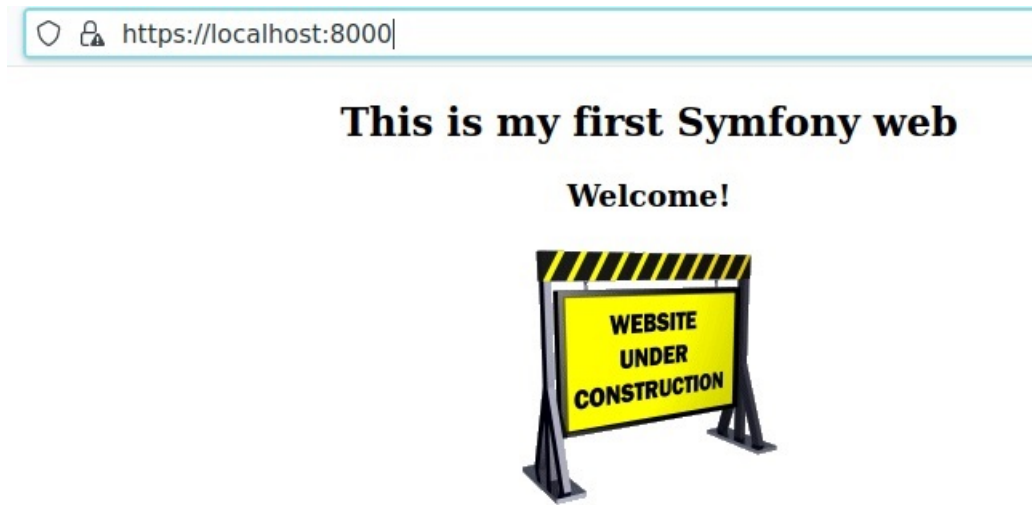 https://localhost:8000
This is my first Symfony web
Welcome!
WEBSITE
UNDER
CONSTRUCTION